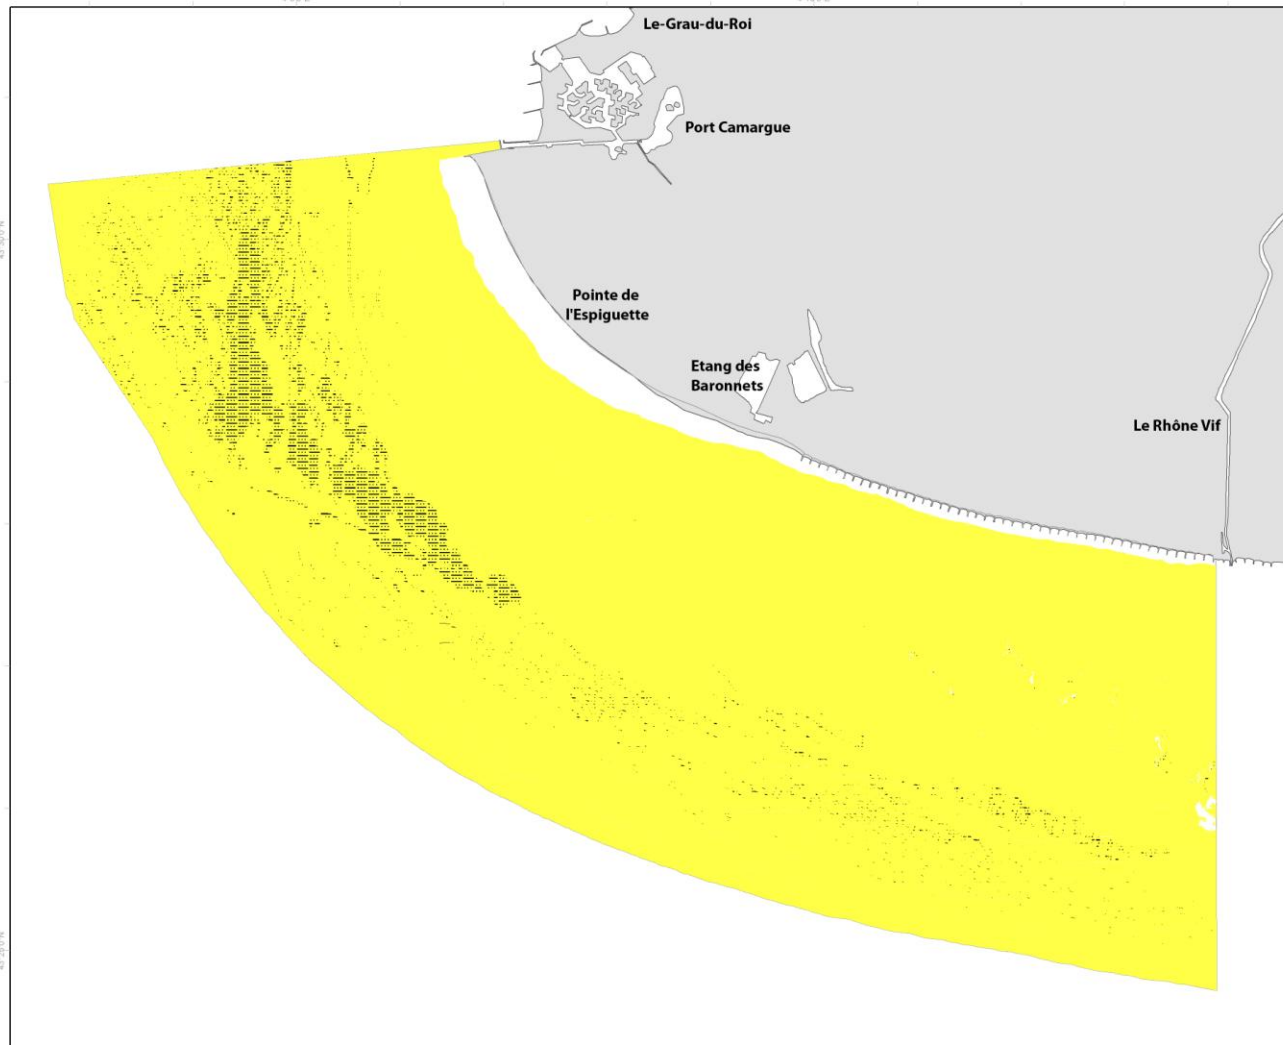 Le-Grau-du-Roi
Port Camargue
Pointe de
l'Espiguette
Etang des
Baronnets
Le Rhône Vif